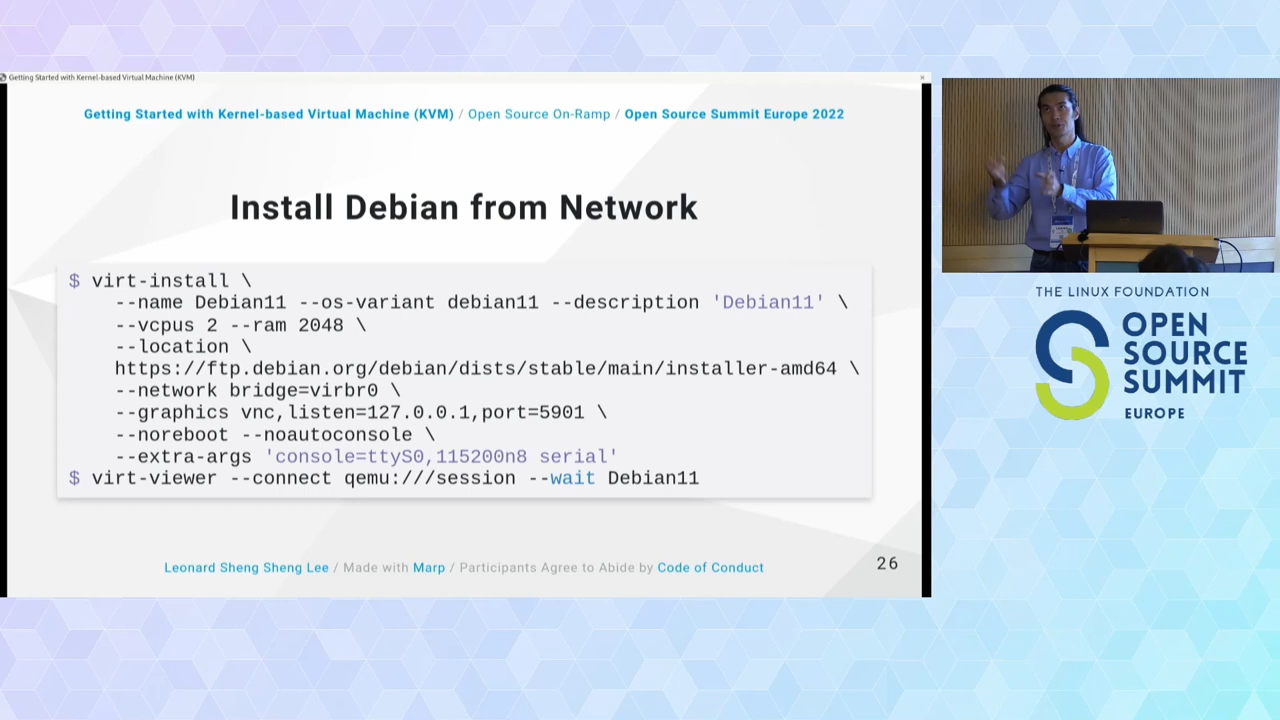 Getting Started with Kernel-based Virtual Machine (KVM)
Getting Started with Kernel-based Virtual Machine (KVM) / Open Source On-Ramp / Open Source Summit Europe 2022
Install Debian from Network
$ virt-install \
--name Debian11 --os-variant debian11 --description 'Debian11' \
--vcpus 2 --ram 2048 \
--location \
https://ftp.debian.org/debian/dists/stable/main/installer-amd64 \
--network bridge=virbr0 \
--graphics vnc,listen=127.0.0.1,port=5901 \
--noreboot --noautoconsole \
--extra-args 'console=ttyS0,115200n8 serial'
$ virt-viewer --connect qemu:///session --wait Debian11
Leonard Sheng Sheng Lee / Made with Marp / Participants Agree to Abide by Code of Conduct
26
THE LINUX FOUNDATION
OPEN
SOURCE
SUMMIT
EUROPE